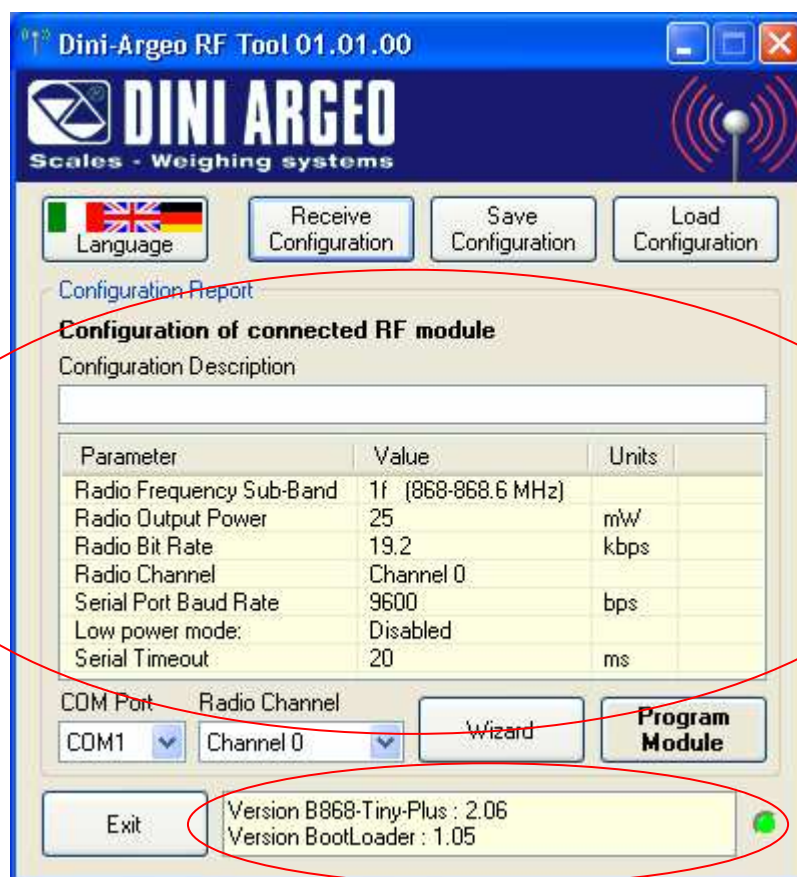 Dini-Argeo RF Tool 01.01.00
DINI ARGEO
Scales - Weighing systems
Language
Receive Configuration
Save Configuration
Load Configuration
Configuration Report
Configuration of connected RF module
Configuration Description
Parameter Value Units
Radio Frequency Sub-Band 1f (868-868.6 MHz)
Radio Output Power 25 mW
Radio Bit Rate 19.2 kbps
Radio Channel Channel 0
Serial Port Baud Rate 9600 bps
Low power mode: Disabled
Serial Timeout 20 ms
COM Port Radio Channel
COM1 Channel 0 Wizard Program Module
Exit
Version B868-Tiny-Plus : 2.06
Version BootLoader : 1.05